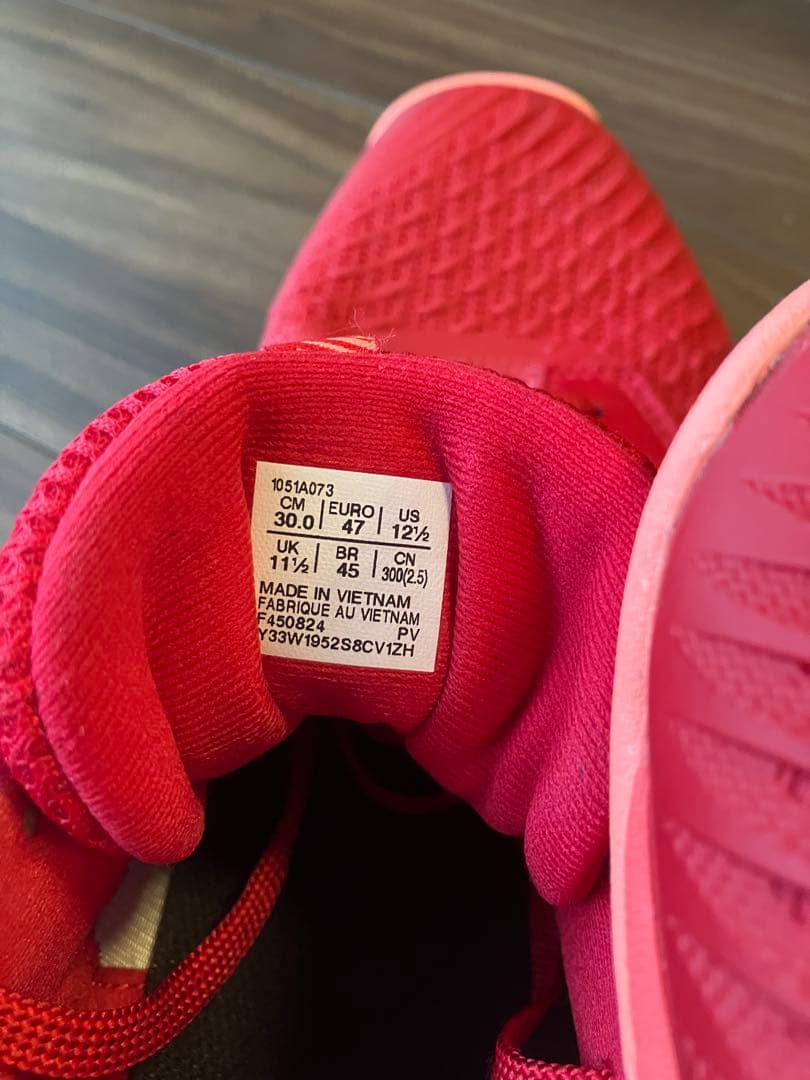 1051A073
CM EURO US
30.0 47 12½
UK BR CN
11½ 45 300(2.5)
MADE IN VIETNAM
FABRIQUE AU VIETNAM
F450824 PV
Y33W1952S8CV1ZH